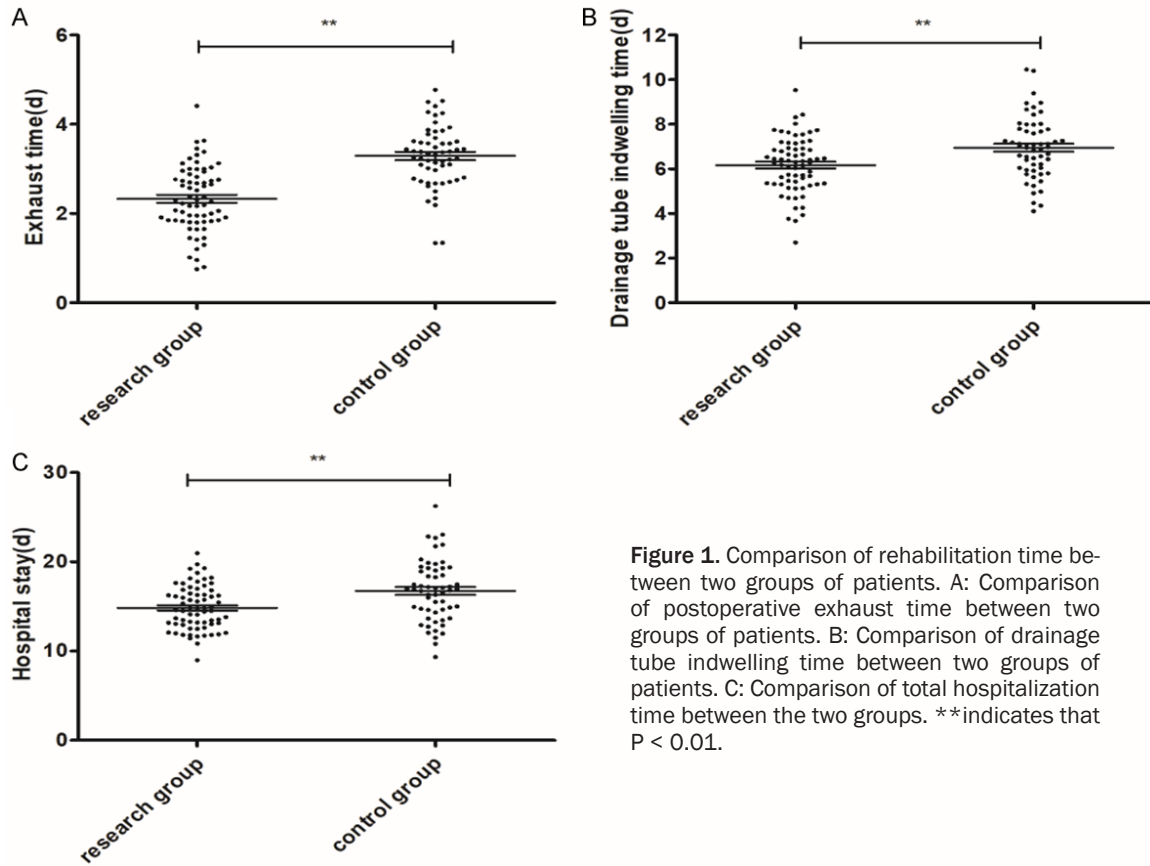 A
**
6
4
2
0
Exhaust time(d)
research group
control group
B
**
12
10
8
6
4
2
0
Drainage tube indwelling time(d)
research group
control group
C
**
30
20
10
0
Hospital stay(d)
research group
control group
Figure 1. Comparison of rehabilitation time be-
tween two groups of patients. A: Comparison
of postoperative exhaust time between two
groups of patients. B: Comparison of drainage
tube indwelling time between two groups of
patients. C: Comparison of total hospitalization
time between the two groups. **indicates that
P < 0.01.